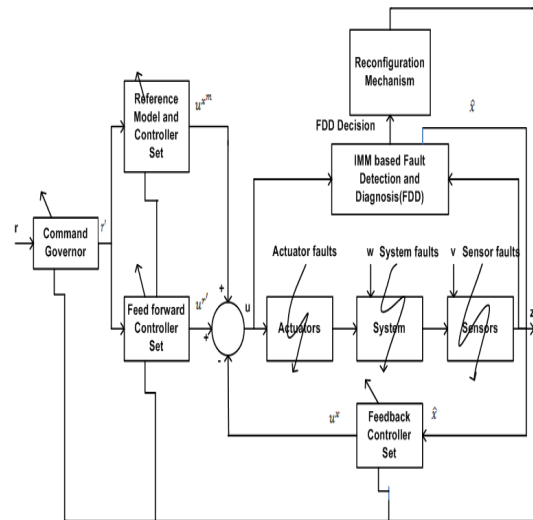 Reconfiguration
Mechanism
Reference
Model and
Controller
Set
u^{x^m}
FDD Decision
x̂
IMM based Fault
Detection and
Diagnosis(FDD)
r
Command
Governor
r'
Actuator faults
w System faults
v Sensor faults
Feed forward
Controller
Set
u^{r'}
+
+
-
u
Actuators
System
Sensors
z
u^x
Feedback
Controller
Set
x̂